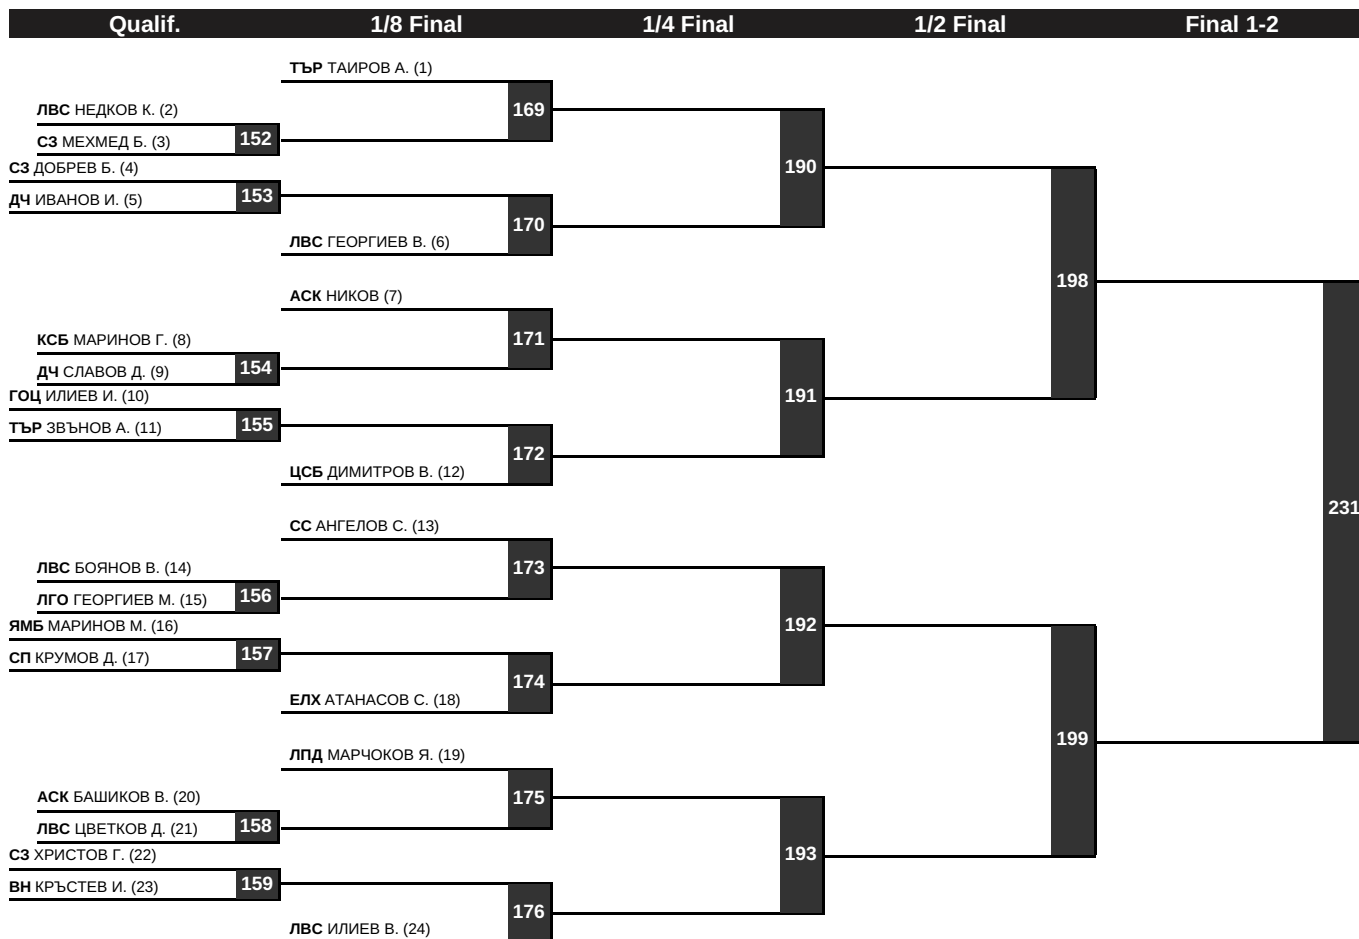 Qualif. 1/8 Final 1/4 Final 1/2 Final Final 1-2
ТЪР ТАИРОВ А. (1)
169
ЛВС НЕДКОВ К. (2)
152
СЗ МЕХМЕД Б. (3)
190
СЗ ДОБРЕВ Б. (4)
153
ДЧ ИВАНОВ И. (5)
170
ЛВС ГЕОРГИЕВ В. (6)
198
АСК НИКОВ (7)
171
КСБ МАРИНОВ Г. (8)
154
ДЧ СЛАВОВ Д. (9)
191
ГОЦ ИЛИЕВ И. (10)
155
ТЪР ЗВЪНОВ А. (11)
172
ЦСБ ДИМИТРОВ В. (12)
231
СС АНГЕЛОВ С. (13)
173
ЛВС БОЯНОВ В. (14)
156
ЛГО ГЕОРГИЕВ М. (15)
192
ЯМБ МАРИНОВ М. (16)
157
СП КРУМОВ Д. (17)
174
ЕЛХ АТАНАСОВ С. (18)
199
ЛПД МАРЧОКОВ Я. (19)
175
АСК БАШИКОВ В. (20)
158
ЛВС ЦВЕТКОВ Д. (21)
193
СЗ ХРИСТОВ Г. (22)
159
ВН КРЪСТЕВ И. (23)
176
ЛВС ИЛИЕВ В. (24)